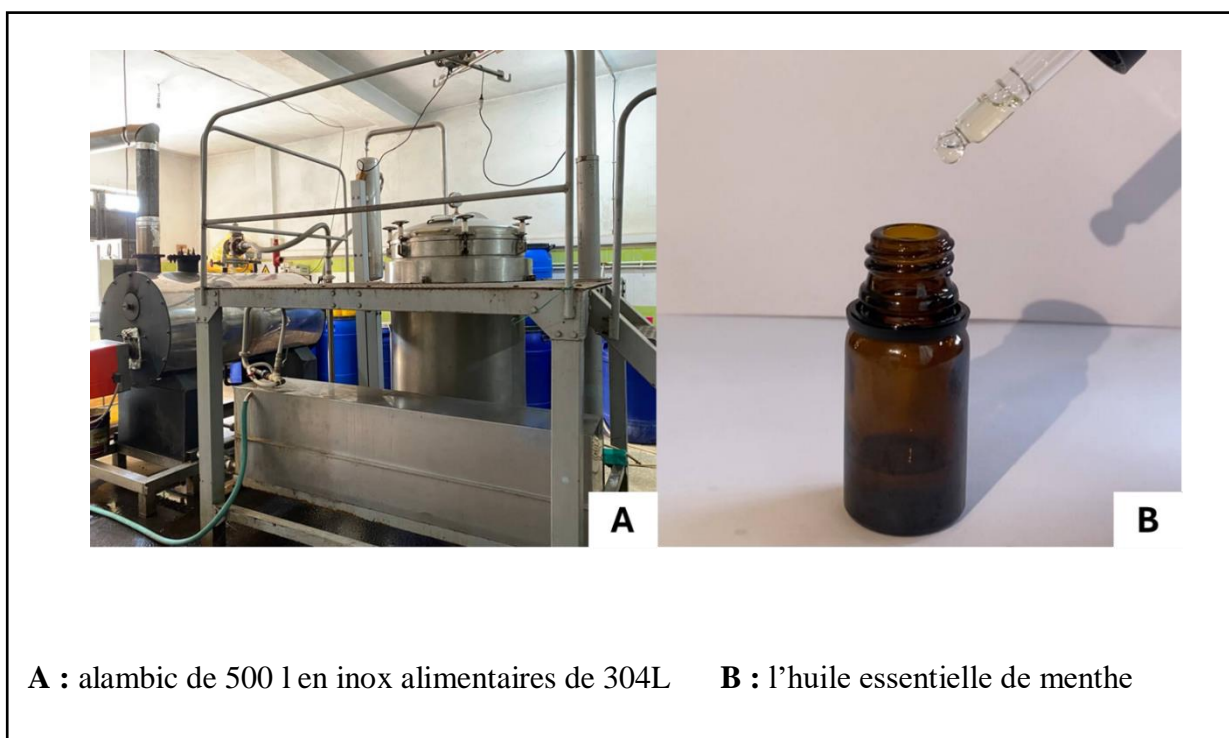 A
B
A : alambic de 500 l en inox alimentaires de 304L B : l’huile essentielle de menthe